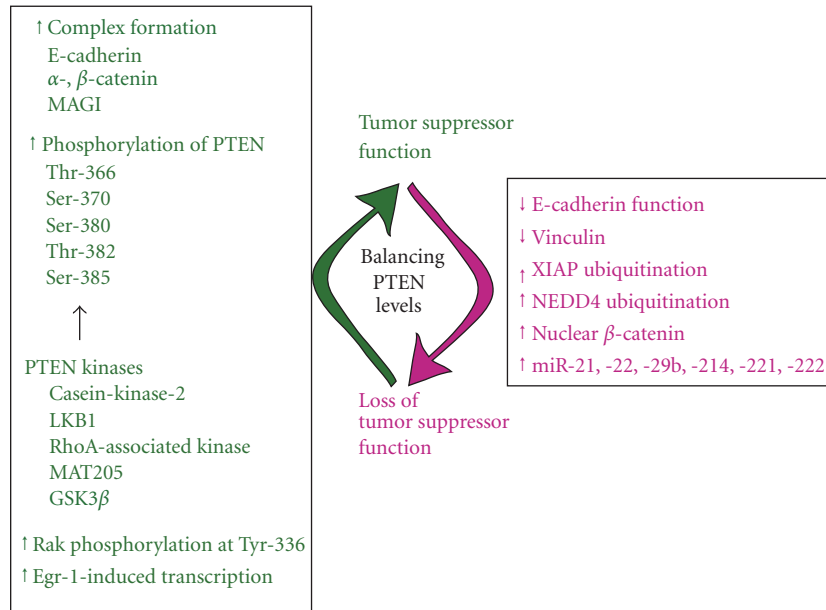 ↑ Complex formation
E-cadherin
α-, β-catenin
MAGI
↑ Phosphorylation of PTEN
Thr-366
Ser-370
Ser-380
Thr-382
Ser-385
↑
PTEN kinases
Casein-kinase-2
LKB1
RhoA-associated kinase
MAT205
GSK3β
↑ Rak phosphorylation at Tyr-336
↑ Egr-1-induced transcription
Tumor suppressor
function
Balancing
PTEN
levels
Loss of
tumor suppressor
function
↓ E-cadherin function
↓ Vinculin
↑ XIAP ubiquitination
↑ NEDD4 ubiquitination
↑ Nuclear β-catenin
↑ miR-21, -22, -29b, -214, -221, -222